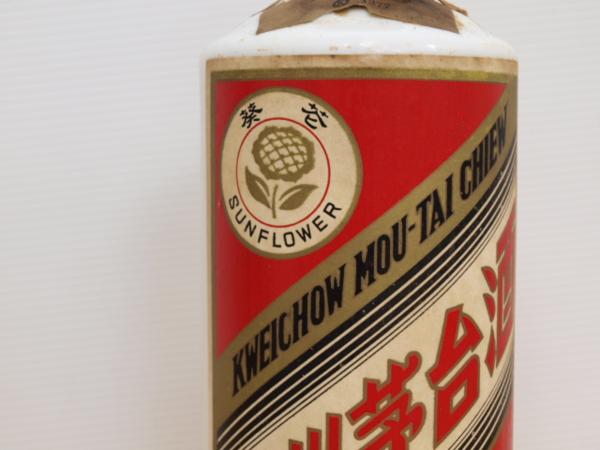 葵花
SUNFLOWER
KWEICHOW MOU-TAI CHIEW
州茅台酒